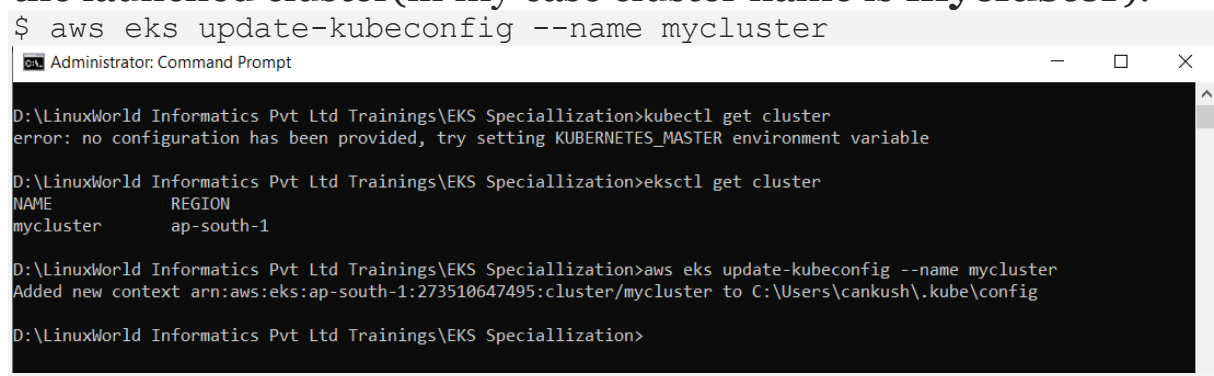 the launched cluster(in my case cluster name is mycluster).
$ aws eks update-kubeconfig --name mycluster
Administrator: Command Prompt
D:\LinuxWorld Informatics Pvt Ltd Trainings\EKS Speciallization>kubectl get cluster
error: no configuration has been provided, try setting KUBERNETES_MASTER environment variable
D:\LinuxWorld Informatics Pvt Ltd Trainings\EKS Speciallization>eksctl get cluster
NAME REGION
mycluster ap-south-1
D:\LinuxWorld Informatics Pvt Ltd Trainings\EKS Speciallization>aws eks update-kubeconfig --name mycluster
Added new context arn:aws:eks:ap-south-1:273510647495:cluster/mycluster to C:\Users\cankush\.kube\config
D:\LinuxWorld Informatics Pvt Ltd Trainings\EKS Speciallization>